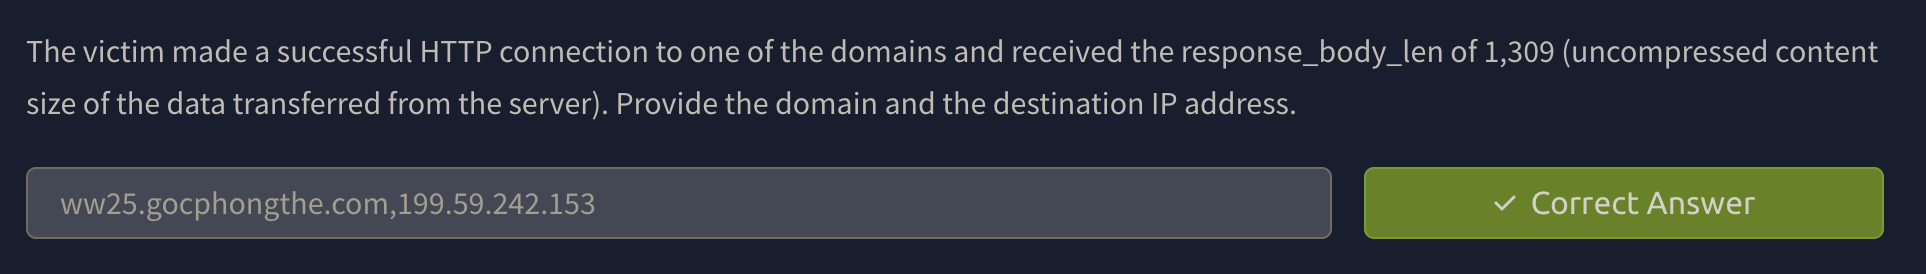 The victim made a successful HTTP connection to one of the domains and received the response_body_len of 1,309 (uncompressed content
size of the data transferred from the server). Provide the domain and the destination IP address.
ww25.gocphongthe.com,199.59.242.153
✓ Correct Answer